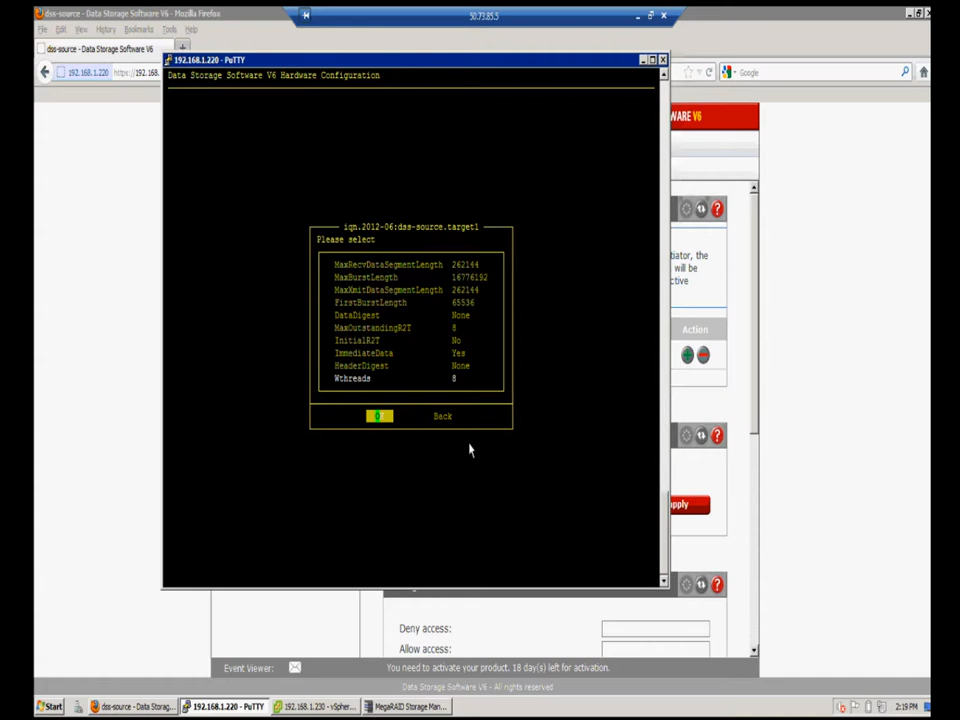 dss-source - Data Storage Software V6 - Mozilla Firefox
50.73.85.5
File Edit View History Bookmarks Tools Help
dss-source - Data Storage Software V6
192.168.1.220 https://192.168.
Google
192.168.1.220 - PuTTY
Data Storage Software V6 Hardware Configuration
WARE V6
iqn.2012-06:dss-source.target1
Please select
MaxRecvDataSegmentLength 262144
MaxBurstLength 16776192
MaxXmitDataSegmentLength 262144
FirstBurstLength 65536
DataDigest None
MaxOutstandingR2T 8
InitialR2T No
ImmediateData Yes
HeaderDigest None
Wthreads 8
OK Back
itiator, the
will be
ective
Action
apply
Deny access:
Allow access:
Event Viewer:
You need to activate your product. 18 day(s) left for activation.
Data Storage Software V6 - All rights reserved
Start
dss-source - Data Storag...
192.168.1.220 - PuTTY
192.168.1.230 - vSpher...
MegaRAID Storage Man...
2:19 PM